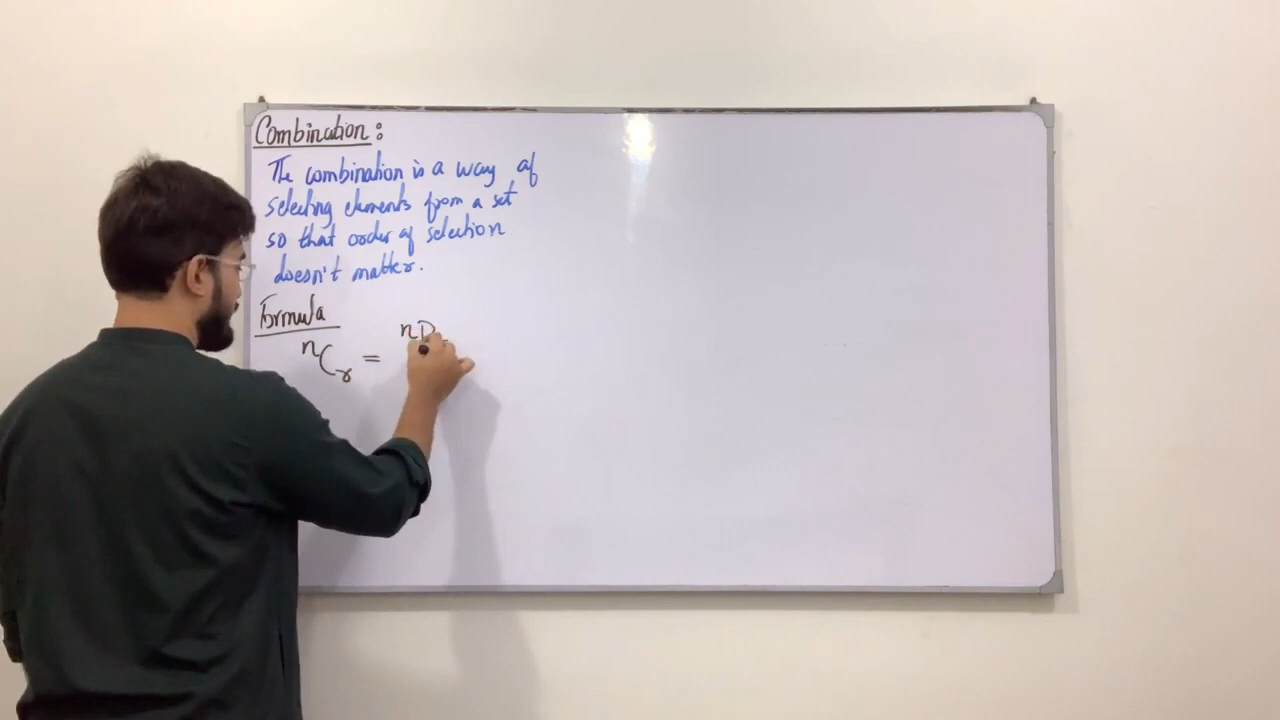 Combination:
The combination is a way of
selecting elements from a set
so that order of selection
doesn't matter.
Formula
nCr = nP